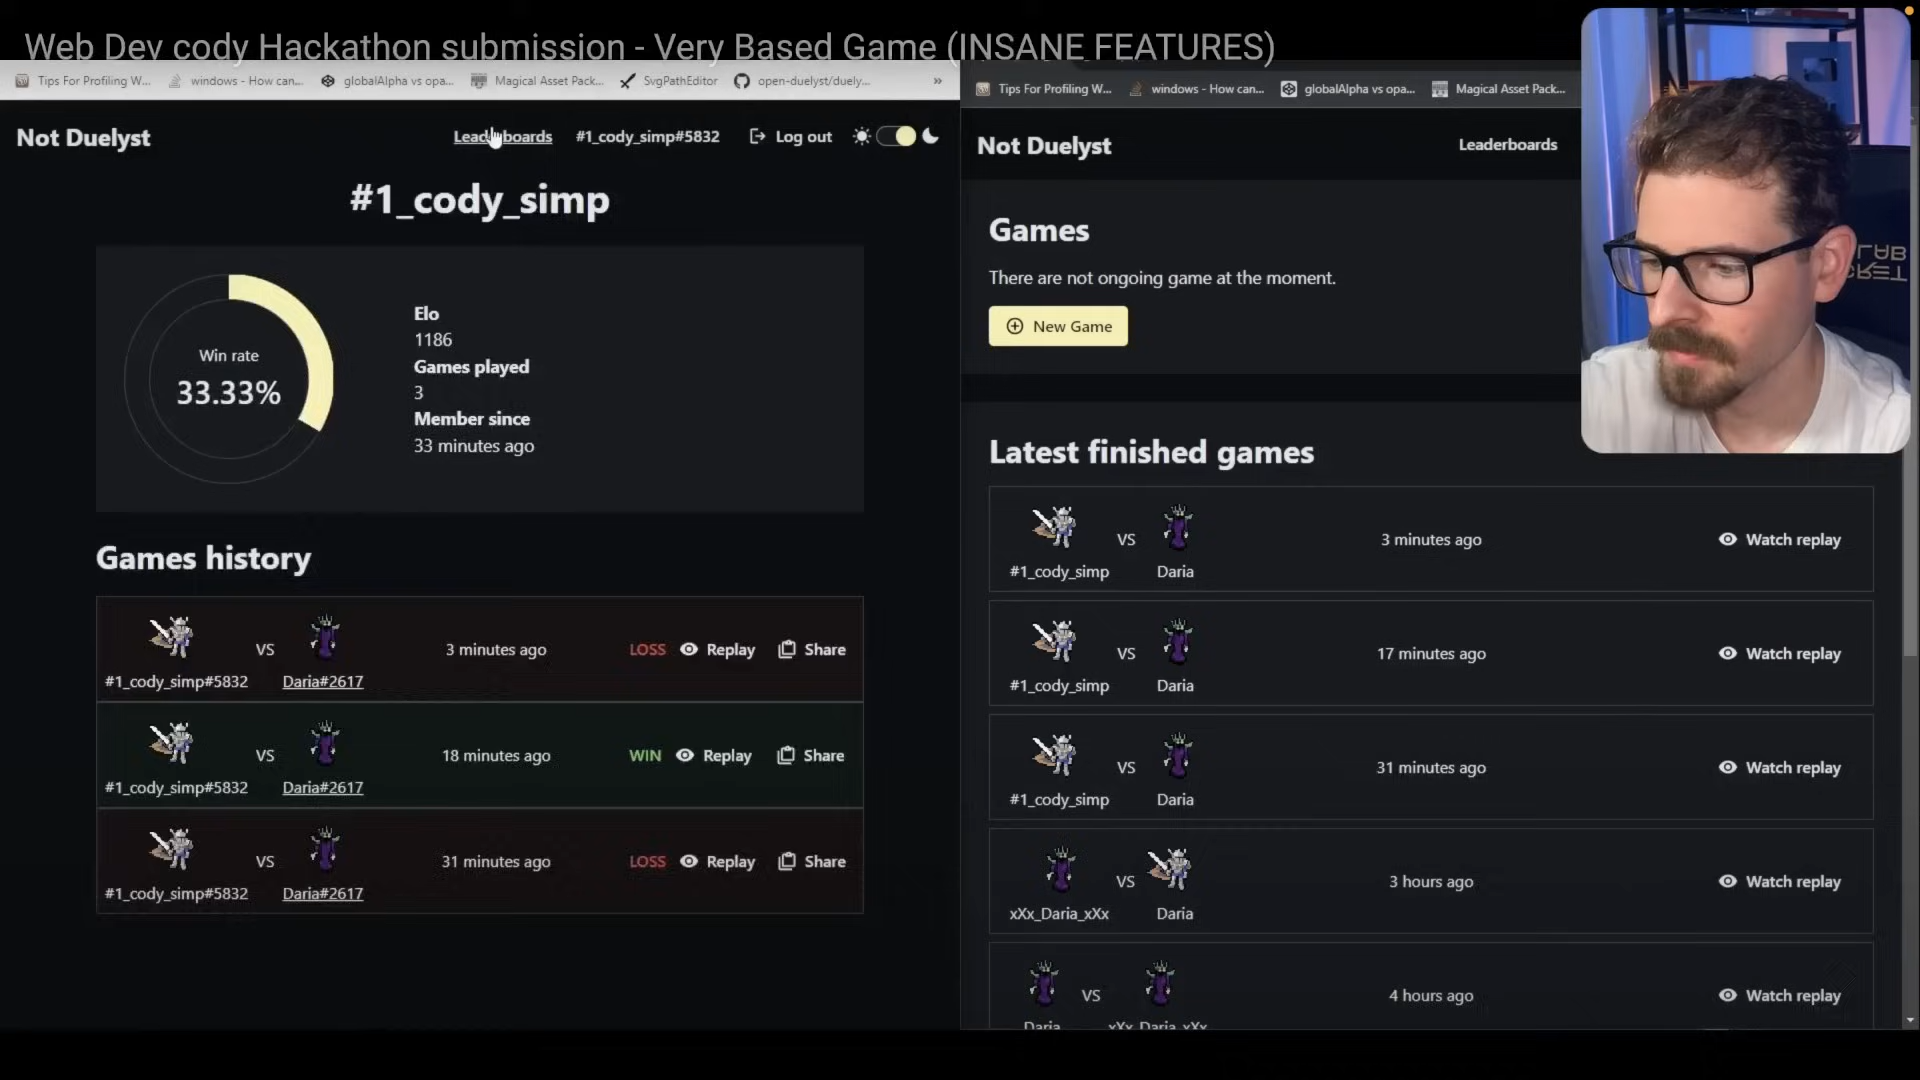 Web Dev cody Hackathon submission - Very Based Game (INSANE FEATURES)
Tips For Profiling W... windows - How can... globalAlpha vs opa... Magical Asset Pack... SvgPathEditor open-duelyst/duely... »
Not Duelyst Leaderboards #1_cody_simp#5832 Log out
#1_cody_simp
Win rate
33.33%
Elo
1186
Games played
3
Member since
33 minutes ago
Games history
VS 3 minutes ago LOSS Replay Share
#1_cody_simp#5832 Daria#2617
VS 18 minutes ago WIN Replay Share
#1_cody_simp#5832 Daria#2617
VS 31 minutes ago LOSS Replay Share
#1_cody_simp#5832 Daria#2617
Tips For Profiling W... windows - How can... globalAlpha vs opa... Magical Asset Pack...
Not Duelyst Leaderboards
Games
There are not ongoing game at the moment.
New Game
Latest finished games
VS 3 minutes ago Watch replay
#1_cody_simp Daria
VS 17 minutes ago Watch replay
#1_cody_simp Daria
VS 31 minutes ago Watch replay
#1_cody_simp Daria
VS 3 hours ago Watch replay
xXx_Daria_xXx Daria
VS 4 hours ago Watch replay
Daria xXx_Daria_xXx